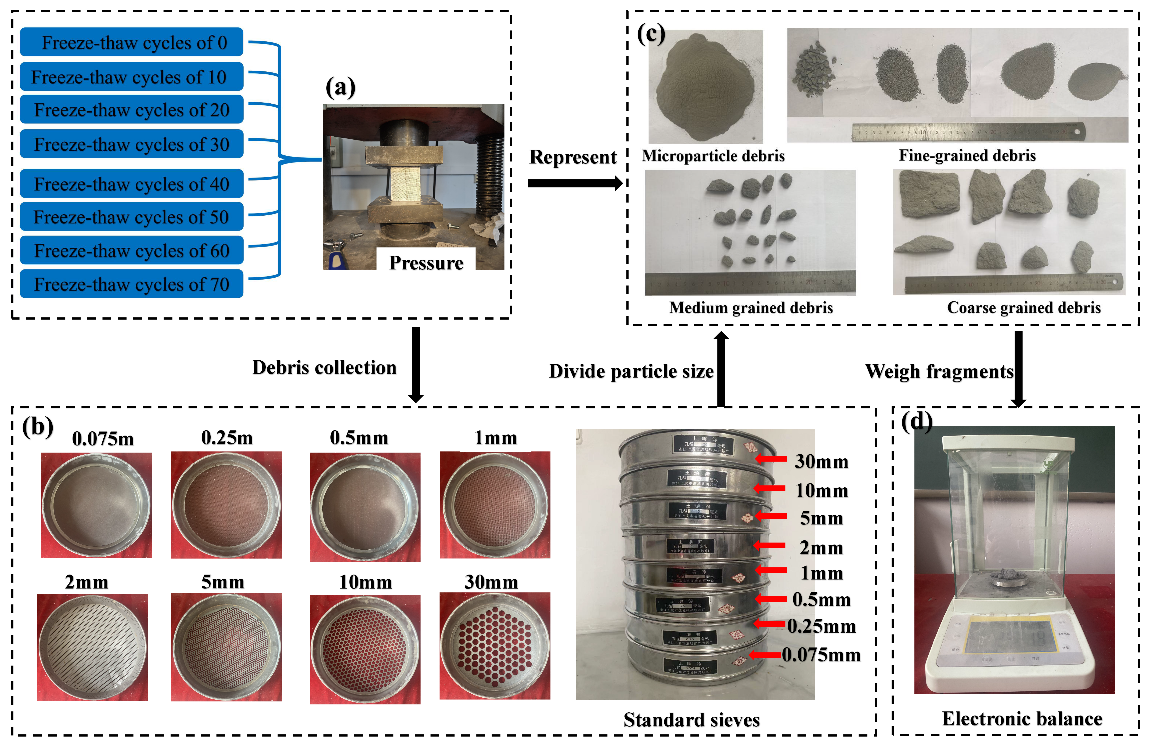 Freeze-thaw cycles of 0
Freeze-thaw cycles of 10
Freeze-thaw cycles of 20
Freeze-thaw cycles of 30
Freeze-thaw cycles of 40
Freeze-thaw cycles of 50
Freeze-thaw cycles of 60
Freeze-thaw cycles of 70
(a)
Pressure
Represent
(c)
Microparticle debris
Fine-grained debris
Medium grained debris
Coarse grained debris
Debris collection
Divide particle size
Weigh fragments
(b)
0.075m
0.25m
0.5mm
1mm
2mm
5mm
10mm
30mm
30mm
10mm
5mm
2mm
1mm
0.5mm
0.25mm
0.075mm
Standard sieves
(d)
Electronic balance